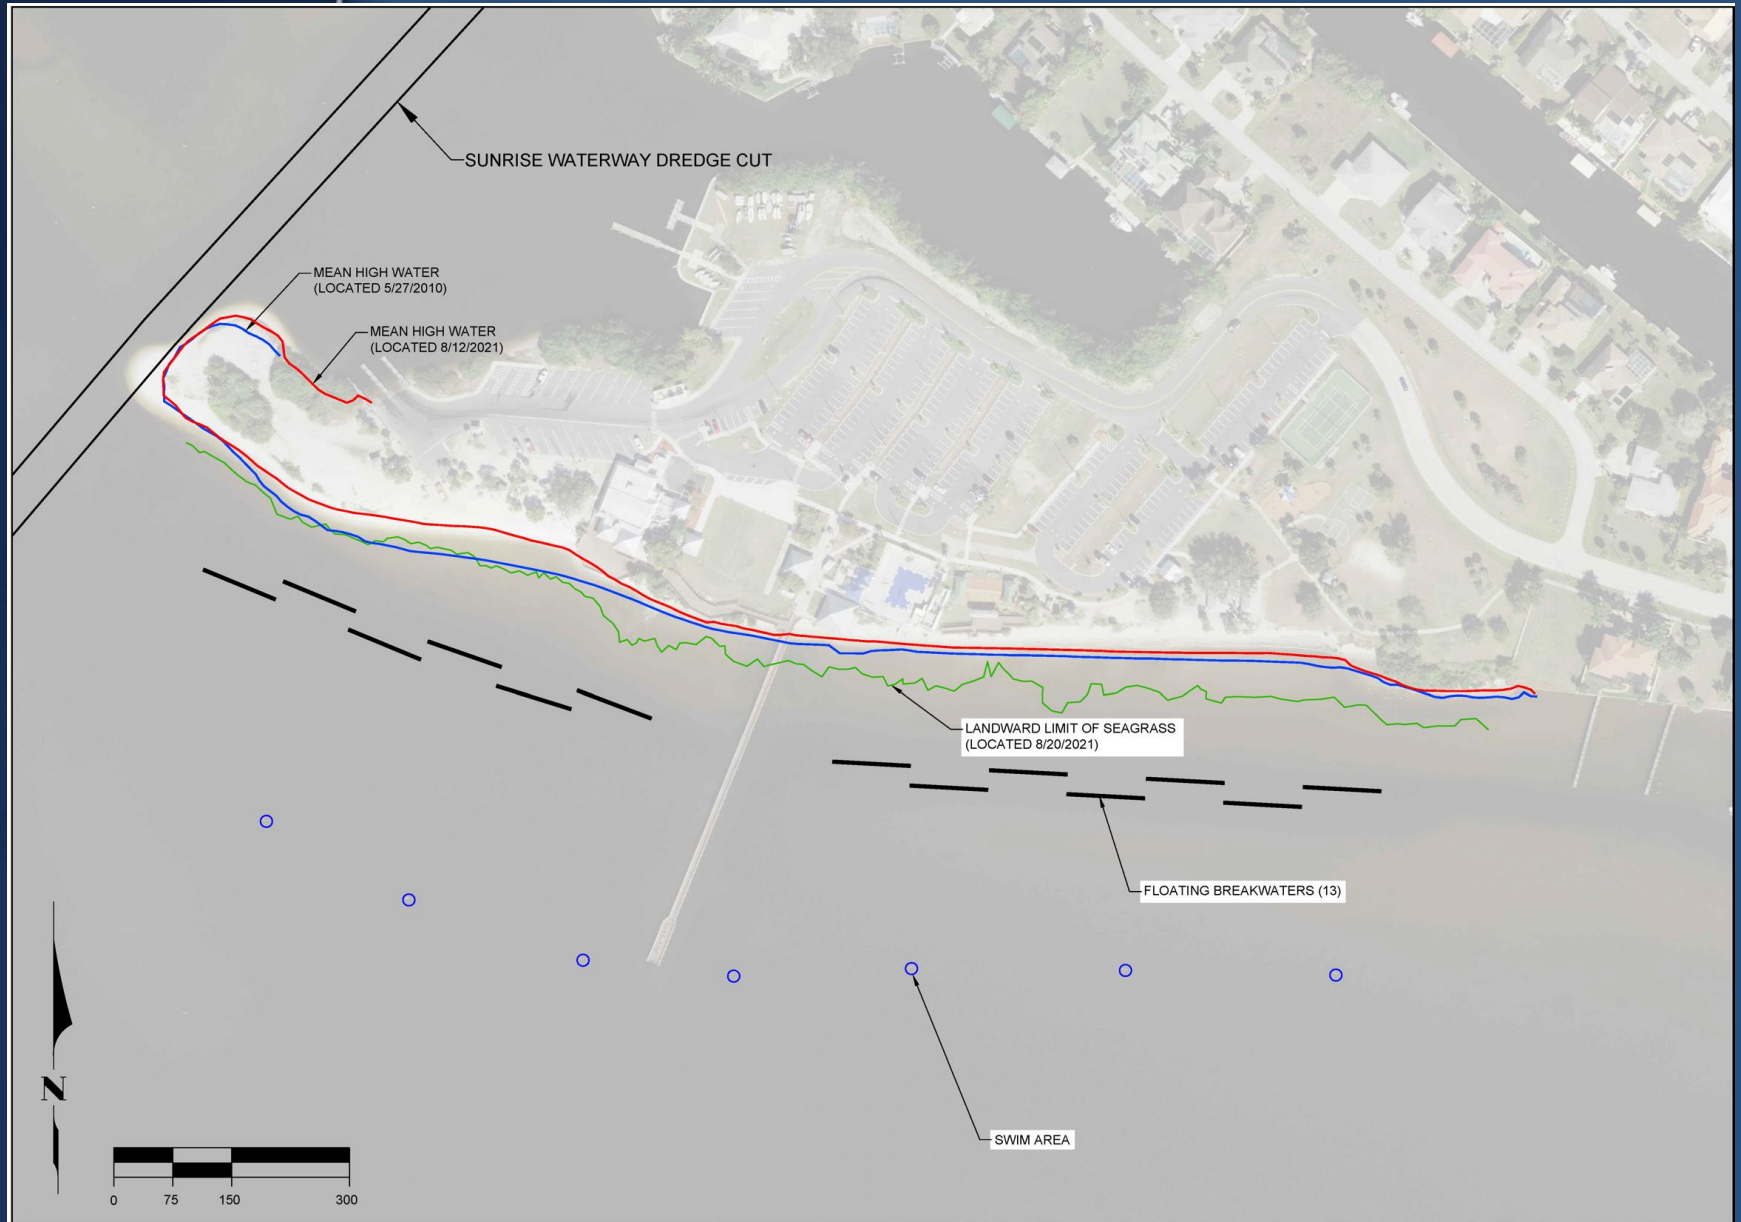 SUNRISE WATERWAY DREDGE CUT
MEAN HIGH WATER
(LOCATED 5/27/2010)
MEAN HIGH WATER
(LOCATED 8/12/2021)
LANDWARD LIMIT OF SEAGRASS
(LOCATED 8/20/2021)
FLOATING BREAKWATERS (13)
SWIM AREA
N
0 75 150 300